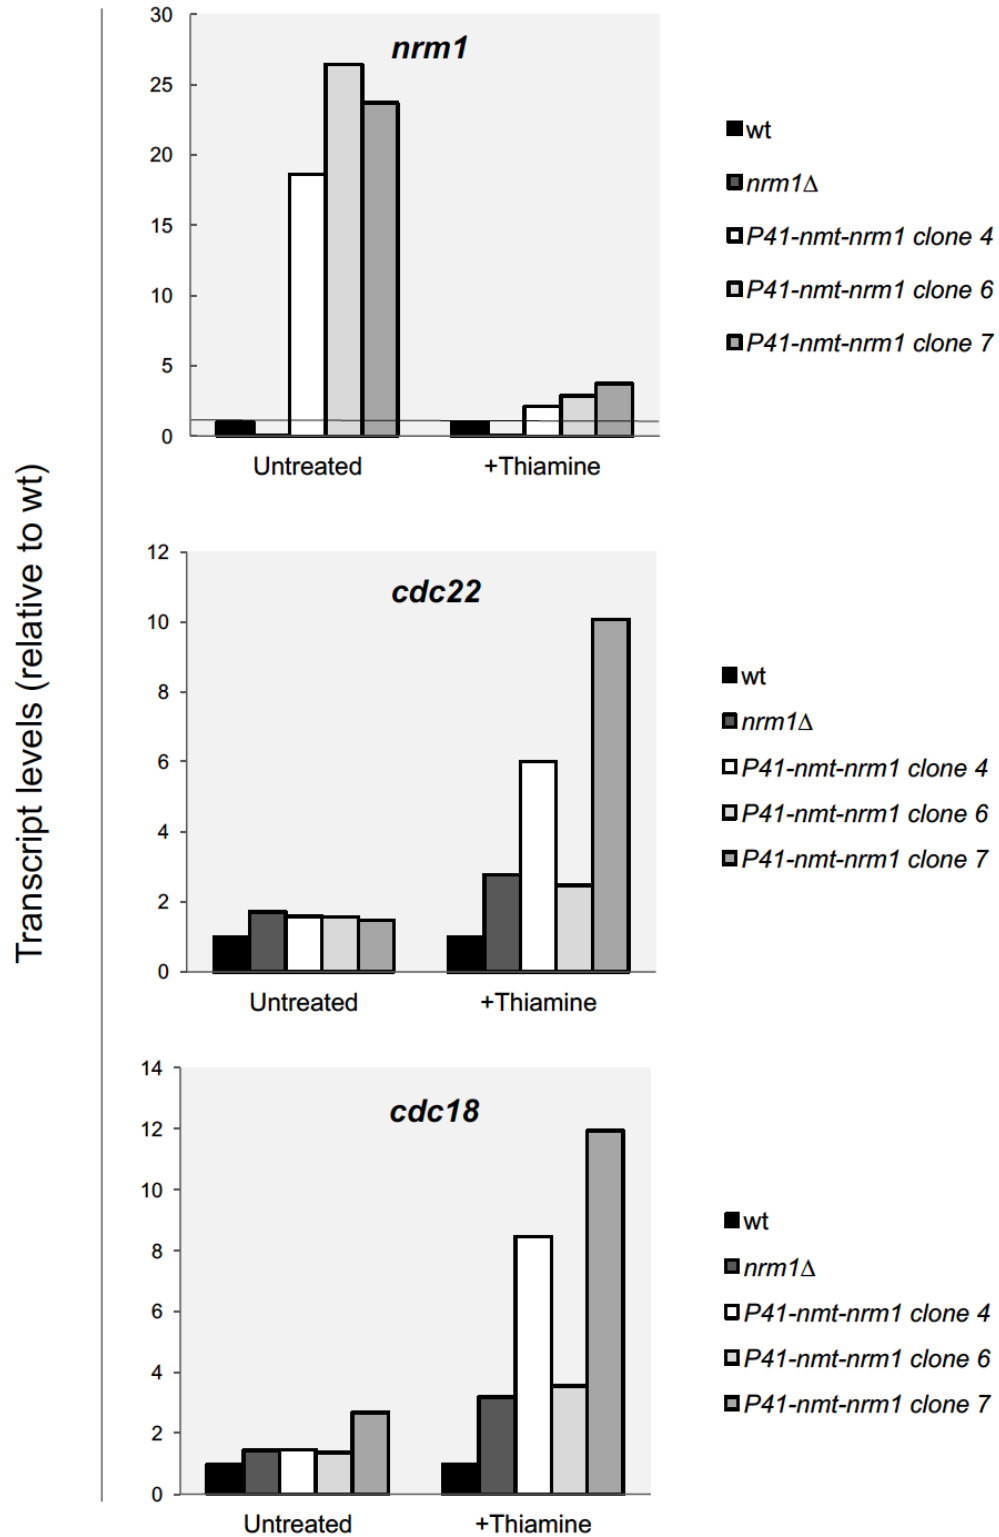 Transcript levels (relative to wt)
nrm1
30
25
20
15
10
5
0
Untreated
+Thiamine
wt
nrm1Δ
P41-nmt-nrm1 clone 4
P41-nmt-nrm1 clone 6
P41-nmt-nrm1 clone 7
cdc22
12
10
8
6
4
2
0
Untreated
+Thiamine
wt
nrm1Δ
P41-nmt-nrm1 clone 4
P41-nmt-nrm1 clone 6
P41-nmt-nrm1 clone 7
cdc18
14
12
10
8
6
4
2
0
Untreated
+Thiamine
wt
nrm1Δ
P41-nmt-nrm1 clone 4
P41-nmt-nrm1 clone 6
P41-nmt-nrm1 clone 7